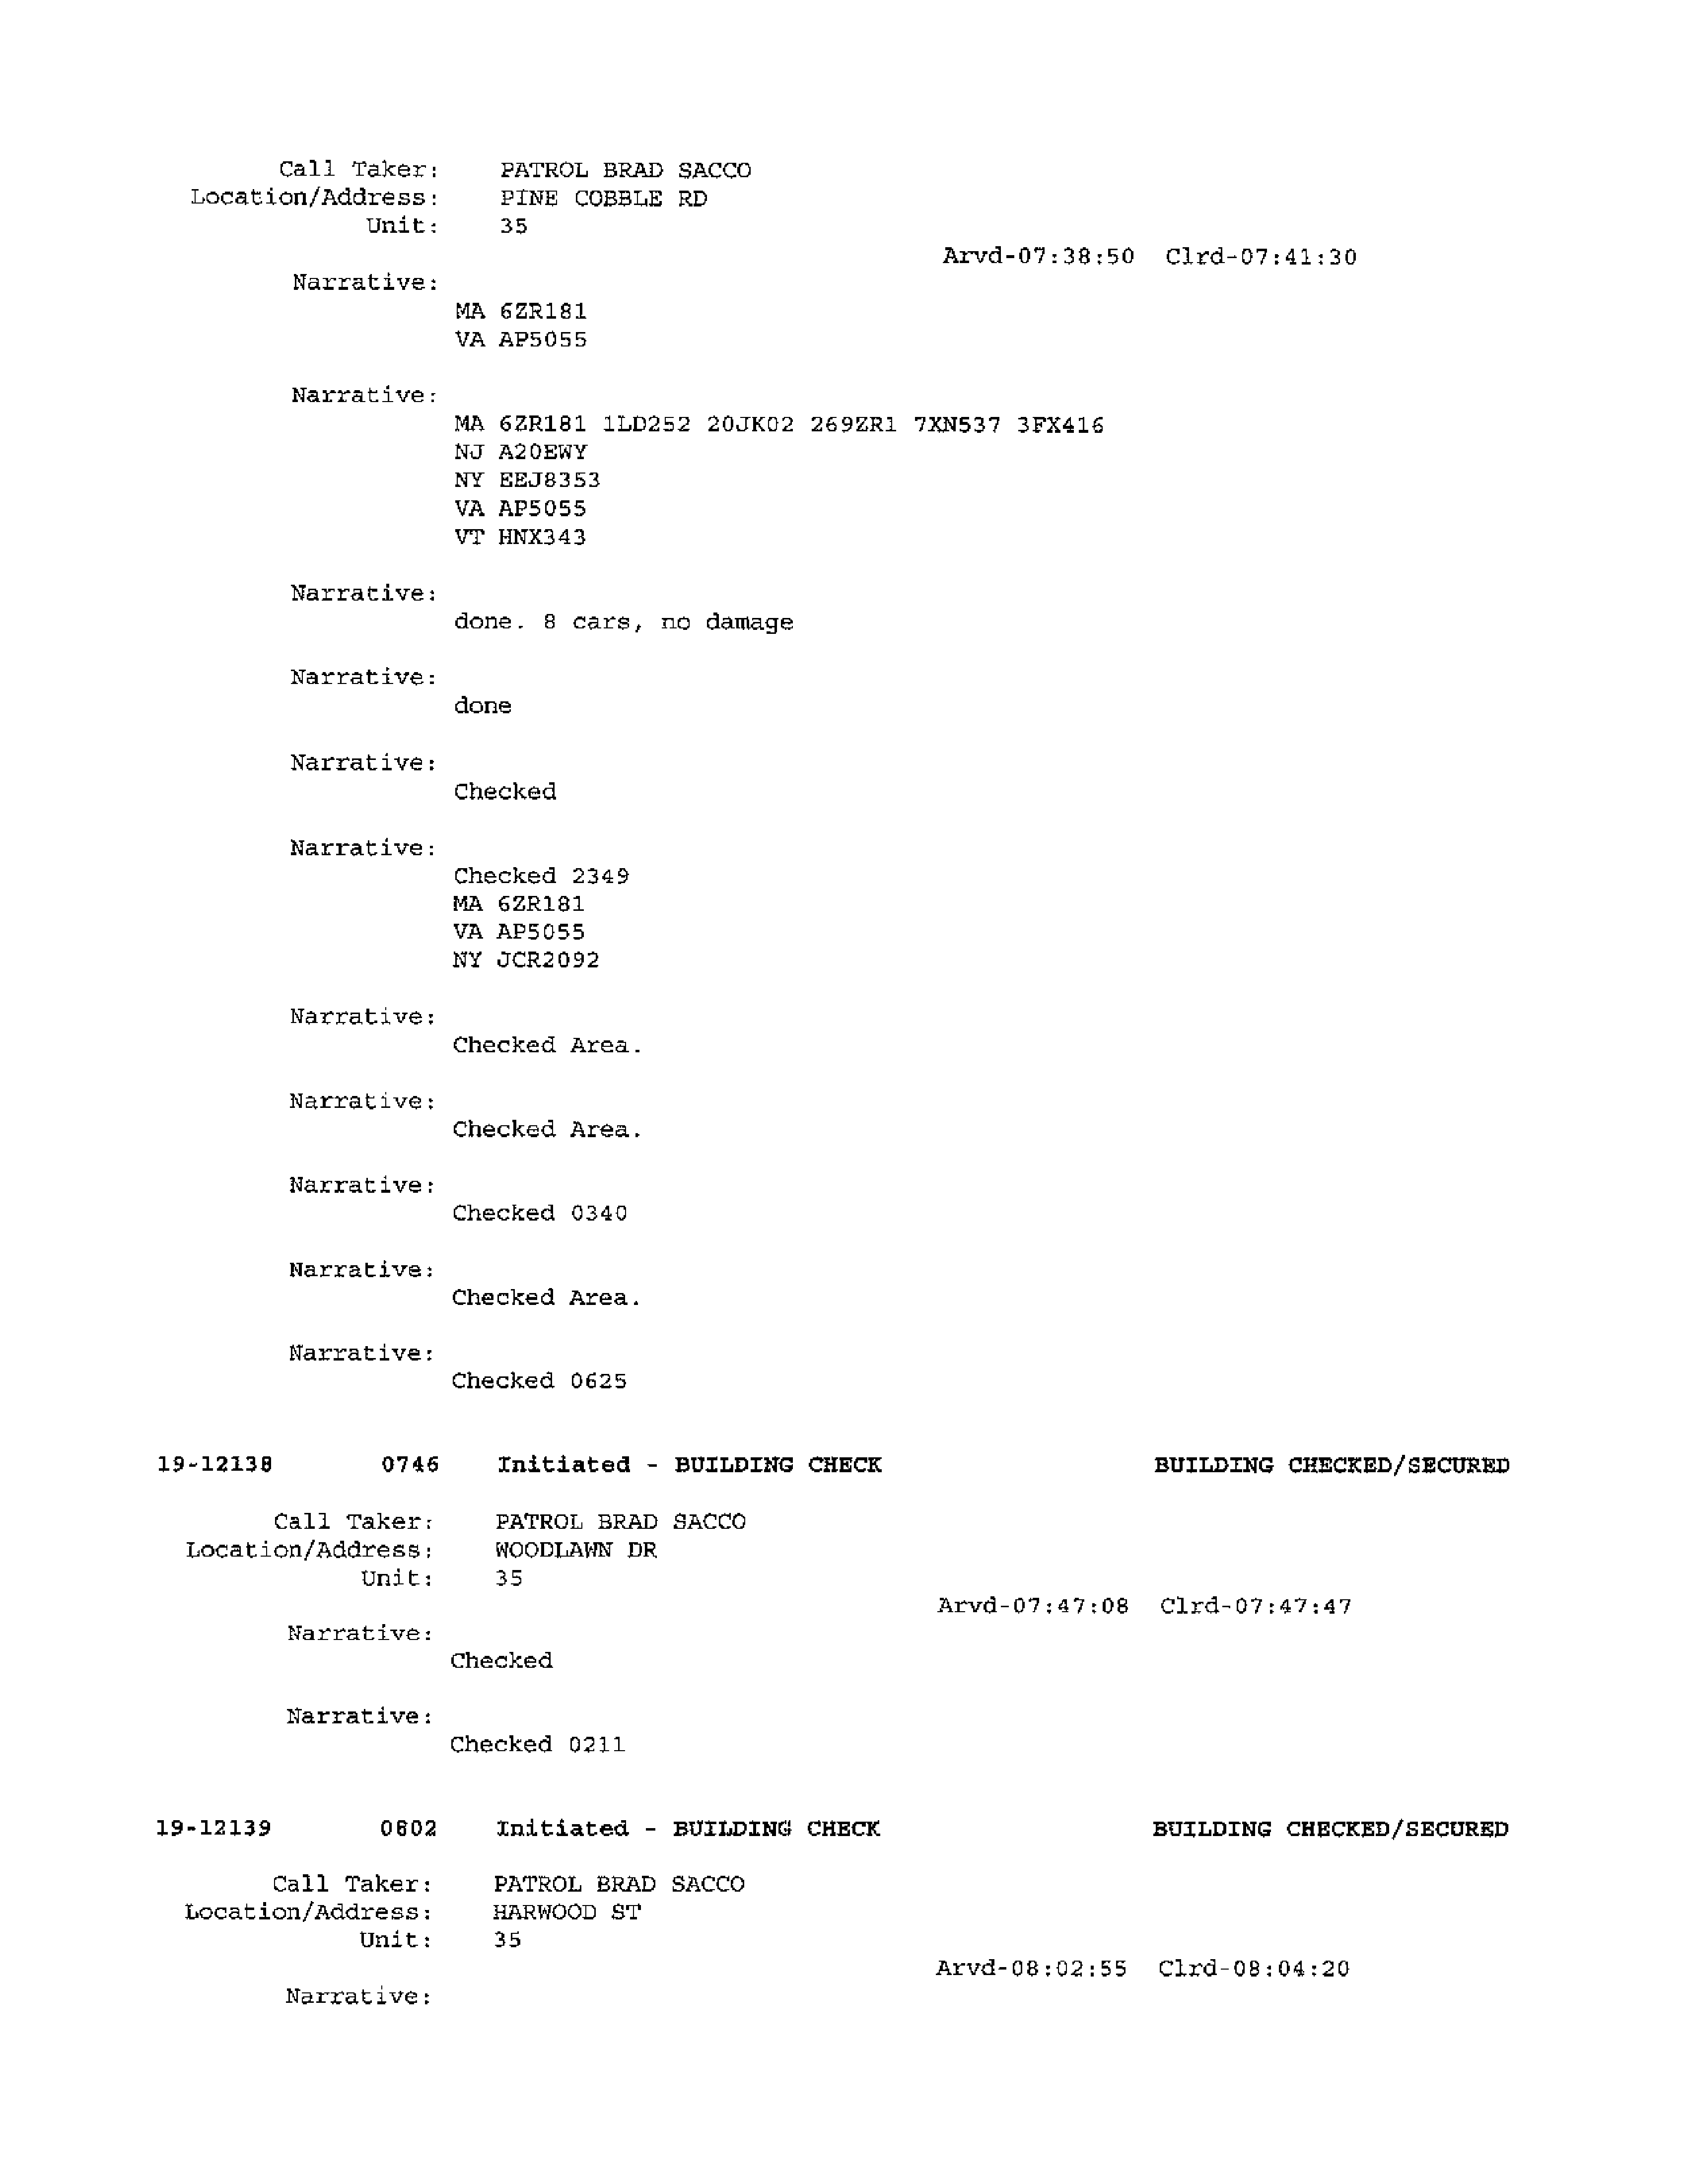 Call Taker: PATROL BRAD SACCO
Location/Address: PINE COBBLE RD
Unit: 35
Arvd-07:38:50 Clrd-07:41:30
Narrative:
MA 6ZR181
VA AP5055
Narrative:
MA 6ZR181 1LD252 20JK02 269ZR1 7XN537 3FX416
NJ A20EWY
NY EEJ8353
VA AP5055
VT HNX343
Narrative:
done. 8 cars, no damage
Narrative:
done
Narrative:
Checked
Narrative:
Checked 2349
MA 6ZR181
VA AP5055
NY JCR2092
Narrative:
Checked Area.
Narrative:
Checked Area.
Narrative:
Checked 0340
Narrative:
Checked Area.
Narrative:
Checked 0625
19-12138 0746 Initiated - BUILDING CHECK BUILDING CHECKED/SECURED
Call Taker: PATROL BRAD SACCO
Location/Address: WOODLAWN DR
Unit: 35
Arvd-07:47:08 Clrd-07:47:47
Narrative:
Checked
Narrative:
Checked 0211
19-12139 0802 Initiated - BUILDING CHECK BUILDING CHECKED/SECURED
Call Taker: PATROL BRAD SACCO
Location/Address: HARWOOD ST
Unit: 35
Arvd-08:02:55 Clrd-08:04:20
Narrative: